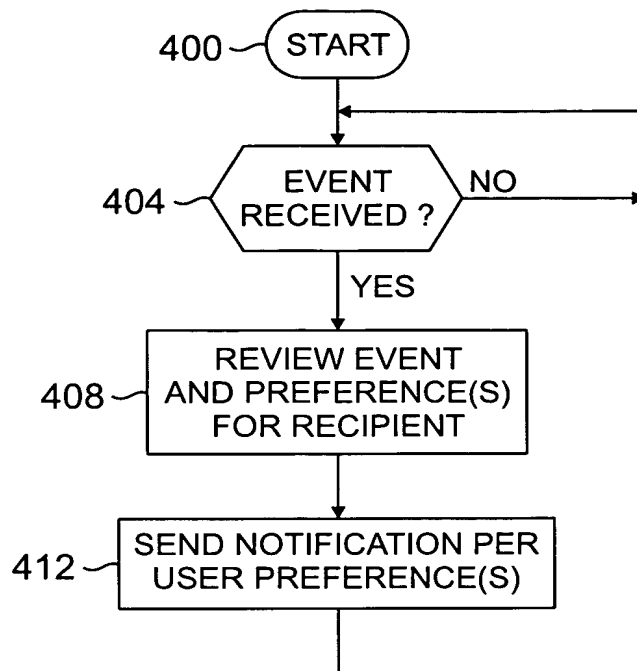 400
START
404
EVENT
RECEIVED ?
NO
YES
408
REVIEW EVENT
AND PREFERENCE(S)
FOR RECIPIENT
412
SEND NOTIFICATION PER
USER PREFERENCE(S)